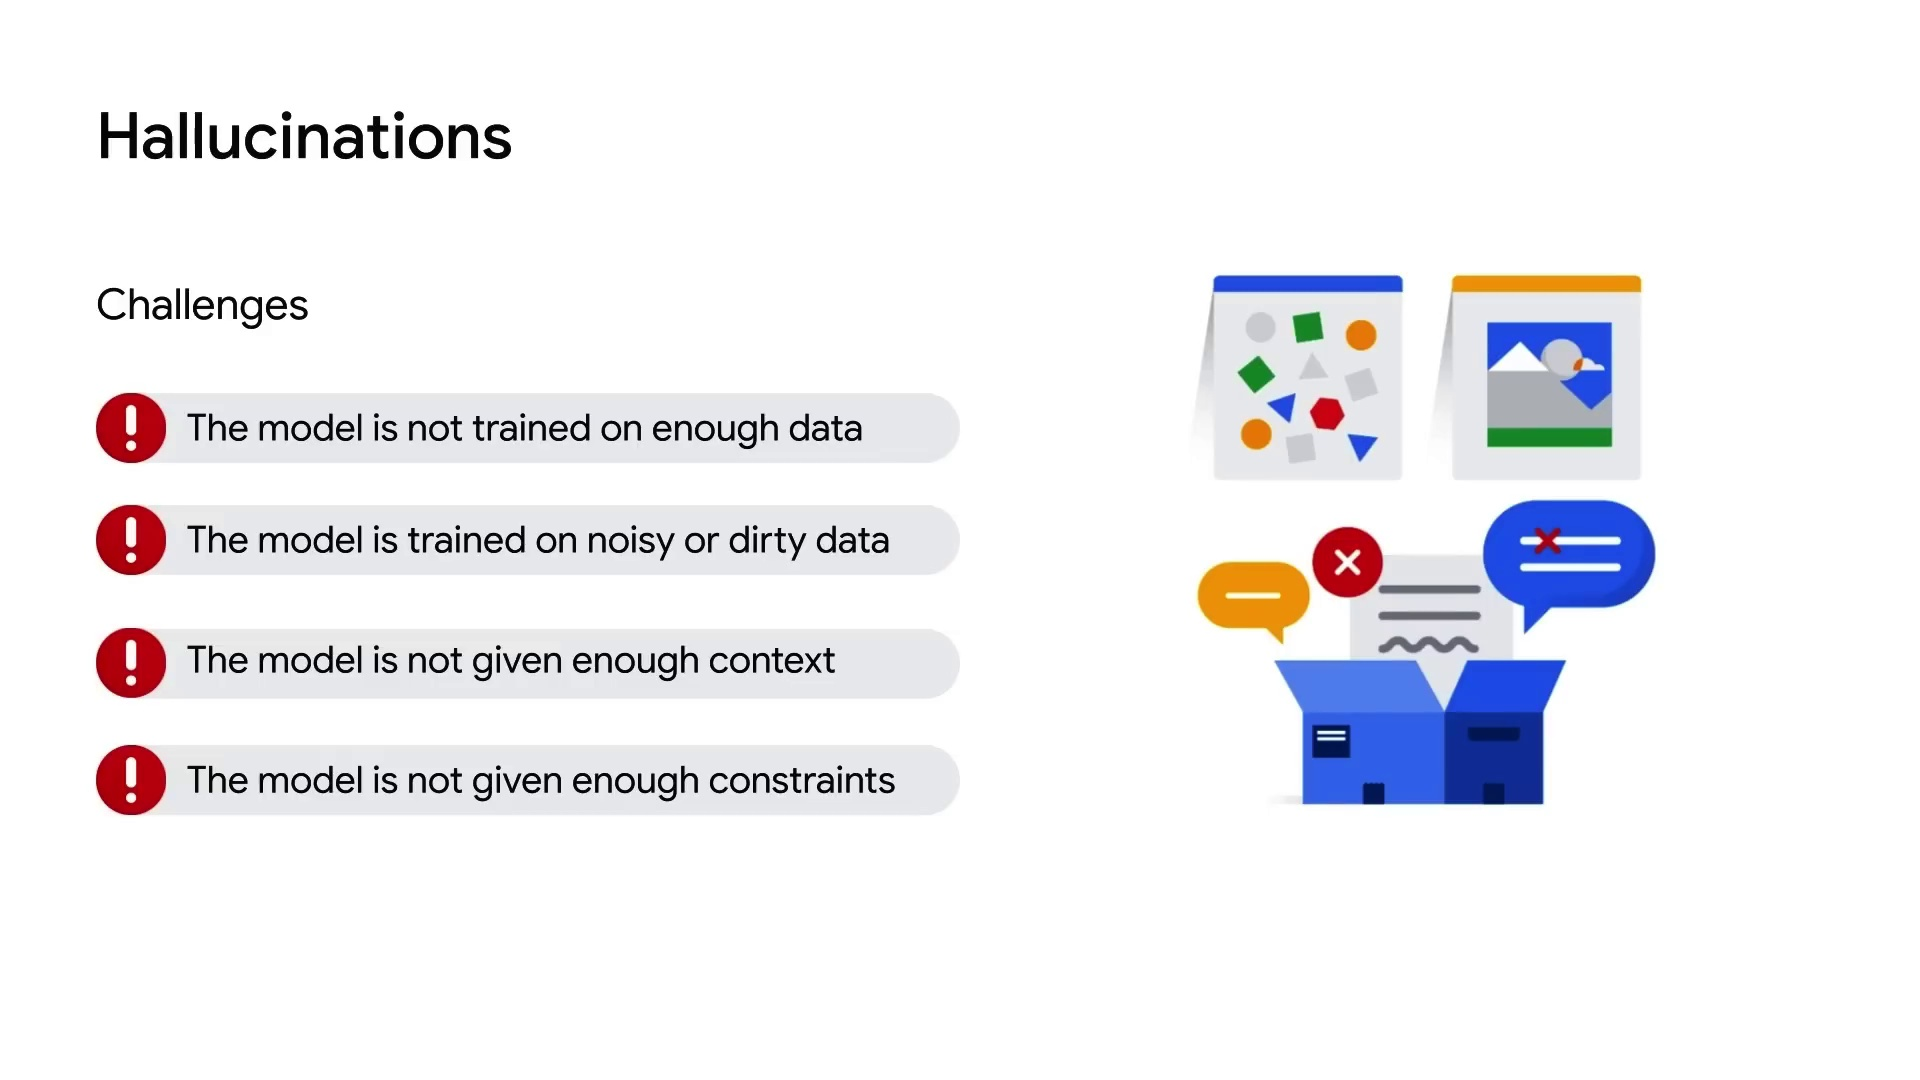 Hallucinations
Challenges
The model is not trained on enough data
The model is trained on noisy or dirty data
The model is not given enough context
The model is not given enough constraints